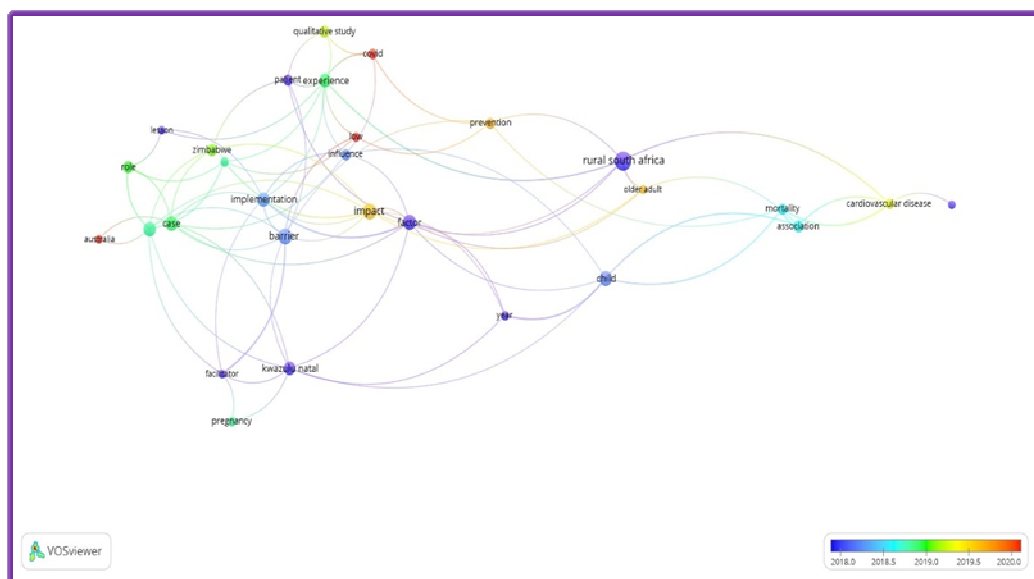 qualitative study
covid
patient
experience
prevention
lesson
low
zimbabwe
influence
role
rural south africa
older adult
implementation
impact
mortality
cardiovascular disease
case
factor
association
barrier
australia
child
year
kwazulu natal
facilitator
pregnancy
VOSviewer
2018.0 2018.5 2019.0 2019.5 2020.0